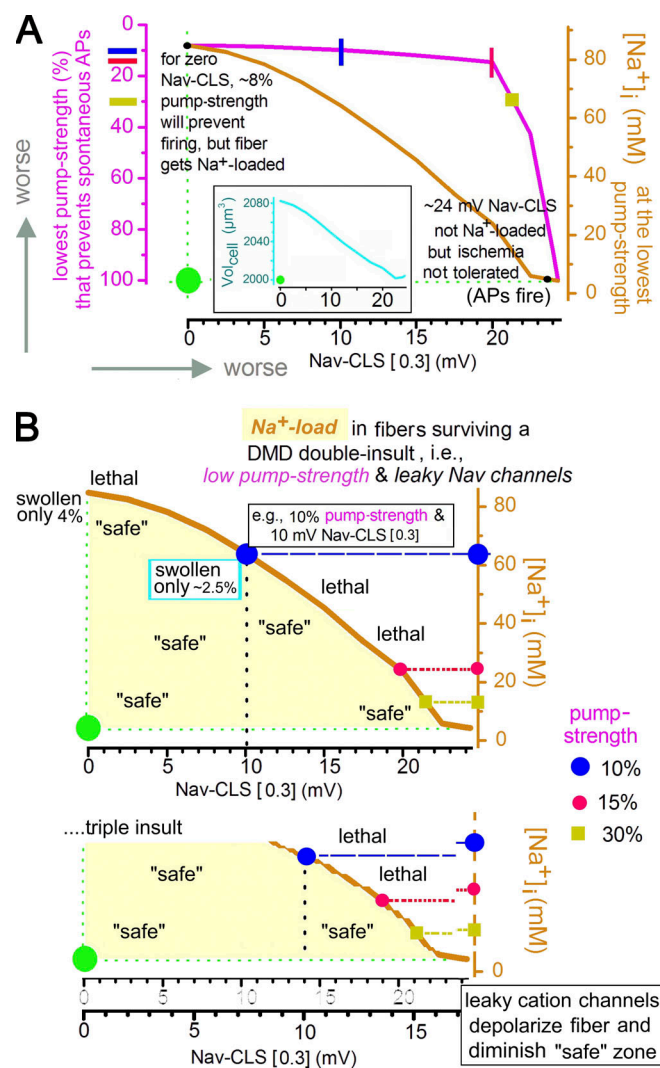 A
lowest pump-strength (%)
that prevents spontaneous APs
worse
0
20
40
60
80
100
for zero
Nav-CLS, ~8%
pump-strength
will prevent
firing, but fiber
gets Na+-loaded
Volcell (µm3)
2080
2040
2000
0
10
20
~24 mV Nav-CLS
not Na+-loaded
but ischemia
not tolerated
(APs fire)
80
60
40
20
0
[Na+]i (mM)
at the lowest
pump-strength
0
5
10
15
20
Nav-CLS [0.3] (mV)
worse
B
Na+-load in fibers surviving a
DMD double-insult, i.e.,
low pump-strength & leaky Nav channels
lethal
swollen
only 4%
"safe"
e.g., 10% pump-strength &
10 mV Nav-CLS [0.3]
swollen
only ~2.5%
lethal
"safe"
"safe"
lethal
"safe"
"safe"
80
60
40
20
0
[Na+]i (mM)
0
5
10
15
20
Nav-CLS [0.3] (mV)
pump-
strength
10%
15%
30%
....triple insult
lethal
"safe"
lethal
"safe"
"safe"
[Na+]i (mM)
0
0
5
10
15
20
0
5
10
15
20
Nav-CLS [0.3] (mV)
leaky cation channels
depolarize fiber and
diminish "safe" zone